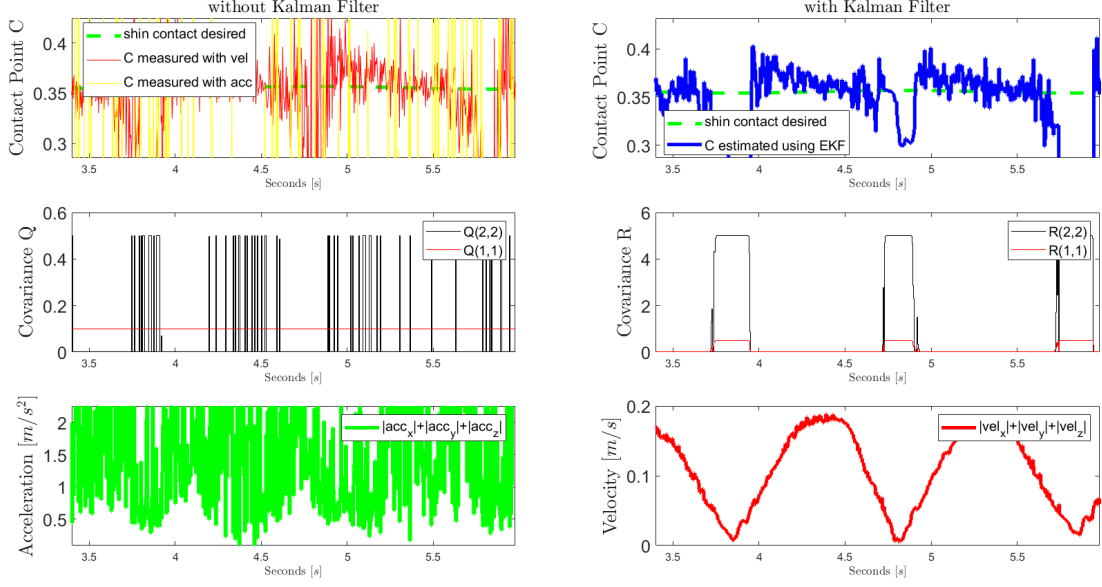 without Kalman Filter
with Kalman Filter
Contact Point C
0.4
0.35
0.3
shin contact desired
C measured with vel
C measured with acc
3.5 4 4.5 5 5.5
Seconds [s]
Contact Point C
0.4
0.35
0.3
shin contact desired
C estimated using EKF
3.5 4 4.5 5 5.5
Seconds [s]
Covariance Q
0.6
0.4
0.2
0
Q(2,2)
Q(1,1)
3.5 4 4.5 5 5.5
Seconds [s]
Covariance R
6
4
2
0
R(2,2)
R(1,1)
3.5 4 4.5 5 5.5
Seconds [s]
Acceleration [m/s²]
2
1.5
1
0.5
|acc_x|+|acc_y|+|acc_z|
3.5 4 4.5 5 5.5
Seconds [s]
Velocity [m/s]
0.2
0.1
0
|vel_x|+|vel_y|+|vel_z|
3.5 4 4.5 5 5.5
Seconds [s]